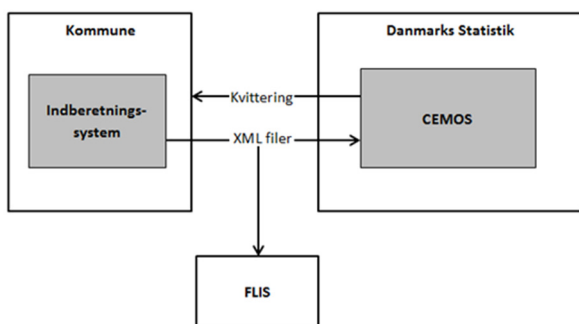 Kommune
Danmarks Statistik
Indberetnings-
system
Kvittering
XML filer
CEMOS
FLIS